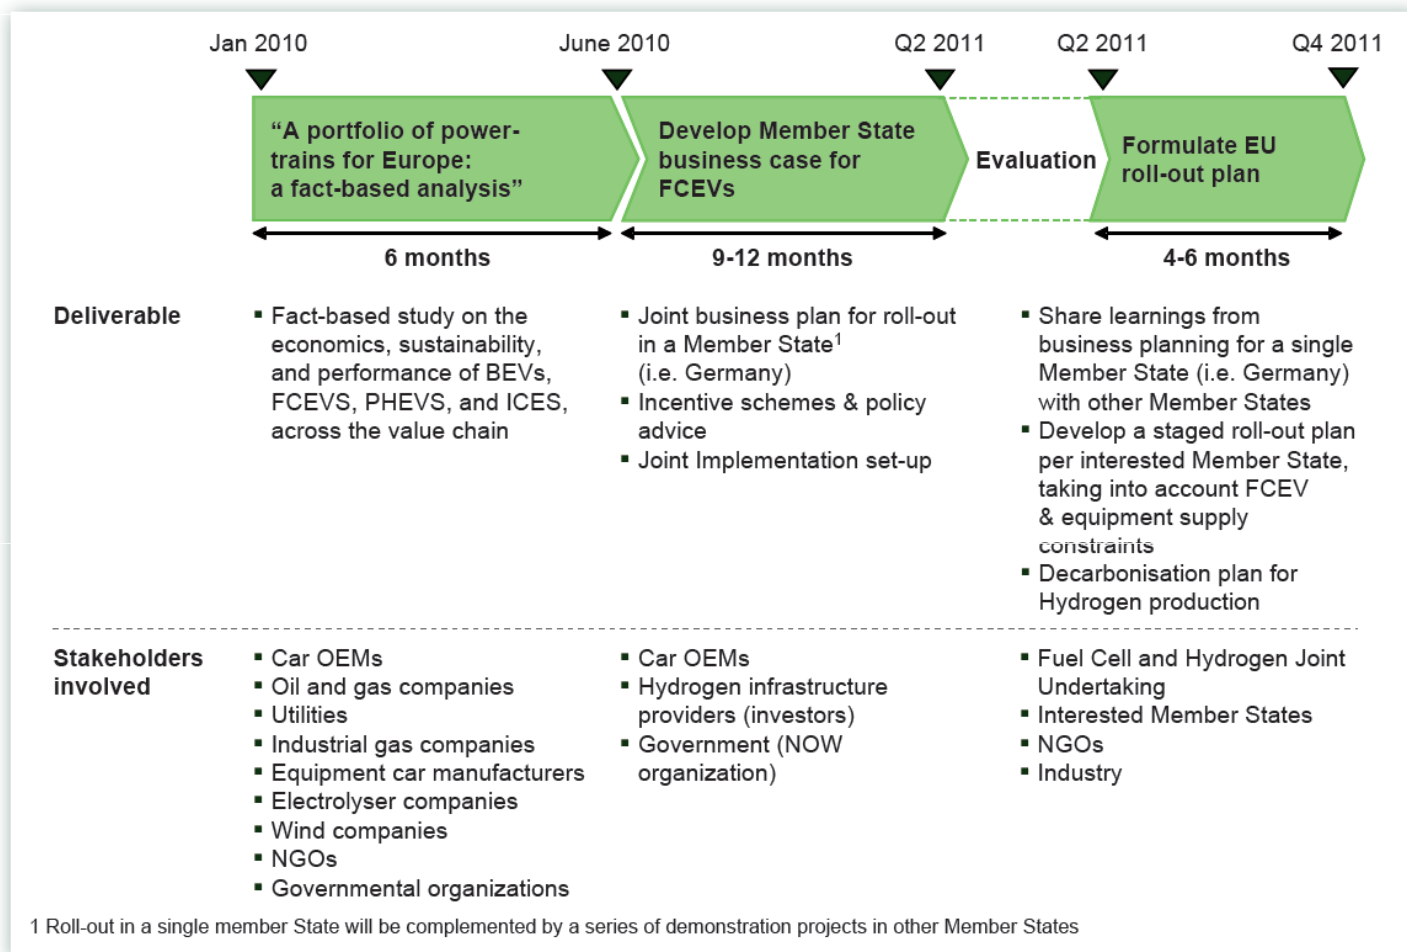 Jan 2010
June 2010
Q2 2011
Q2 2011
Q4 2011
“A portfolio of power-
trains for Europe:
a fact-based analysis”
Develop Member State
business case for
FCEVs
Evaluation
Formulate EU
roll-out plan
6 months
9-12 months
4-6 months
Deliverable
▪ Fact-based study on the
economics, sustainability,
and performance of BEVs,
FCEVS, PHEVS, and ICES,
across the value chain
▪ Joint business plan for roll-out
in a Member State¹
(i.e. Germany)
▪ Incentive schemes & policy
advice
▪ Joint Implementation set-up
▪ Share learnings from
business planning for a single
Member State (i.e. Germany)
with other Member States
▪ Develop a staged roll-out plan
per interested Member State,
taking into account FCEV
& equipment supply
constraints
▪ Decarbonisation plan for
Hydrogen production
Stakeholders
involved
▪ Car OEMs
▪ Oil and gas companies
▪ Utilities
▪ Industrial gas companies
▪ Equipment car manufacturers
▪ Electrolyser companies
▪ Wind companies
▪ NGOs
▪ Governmental organizations
▪ Car OEMs
▪ Hydrogen infrastructure
providers (investors)
▪ Government (NOW
organization)
▪ Fuel Cell and Hydrogen Joint
Undertaking
▪ Interested Member States
▪ NGOs
▪ Industry
1 Roll-out in a single member State will be complemented by a series of demonstration projects in other Member States